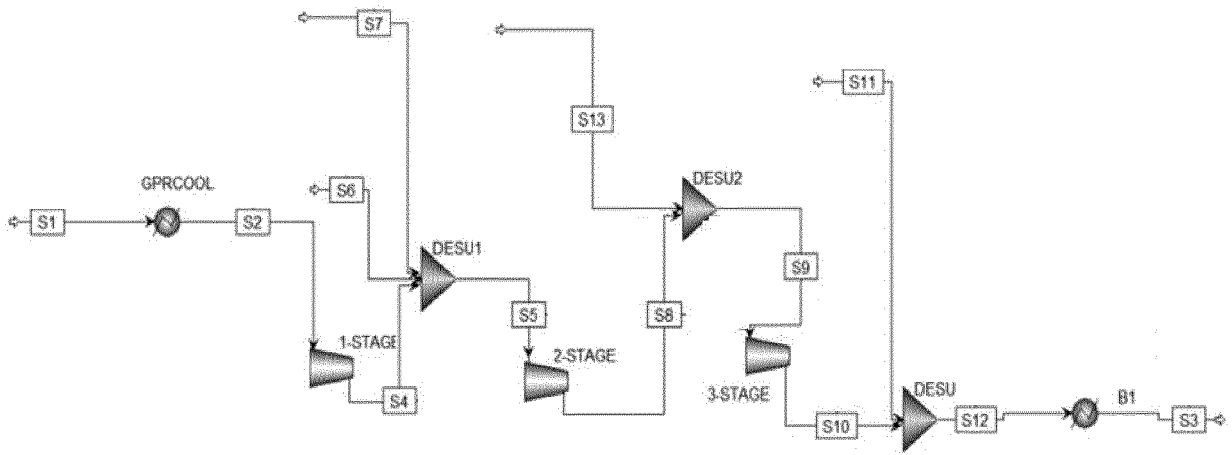 S7
S11
S13
GPRCOOL
S6
DESU2
S1
S2
DESU1
S9
S5
S8
1-STAGE
2-STAGE
3-STAGE
DESU
B1
S4
S10
S12
S3